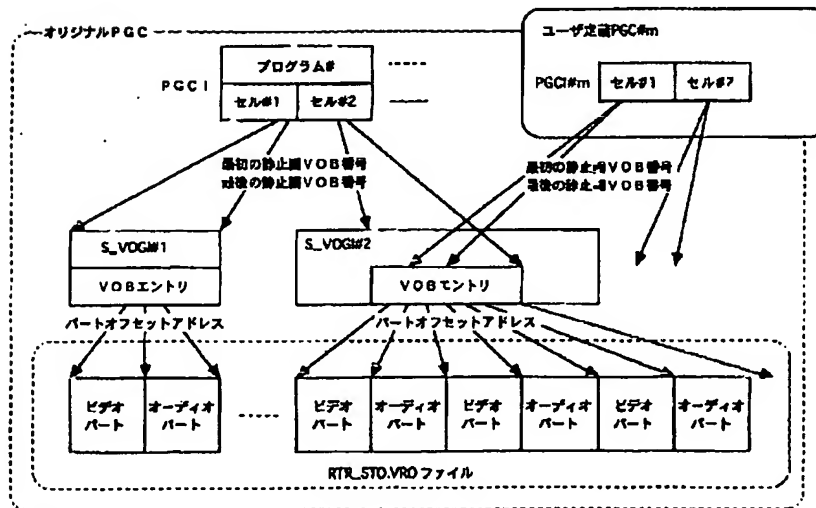 オリジナルPGC
ユーザ定義PGC#m
プログラム#
PGCI
セル#1
セル#2
PGCI#m
セル#1
セル#?
最初の静止画VOB番号
最後の静止画VOB番号
最初の静止画VOB番号
最後の静止画VOB番号
S_VOGI#1
S_VOGI#2
VOBエントリ
VOBエントリ
パートオフセットアドレス
パートオフセットアドレス
ビデオ
パート
オーディオ
パート
ビデオ
パート
オーディオ
パート
ビデオ
パート
オーディオ
パート
ビデオ
パート
オーディオ
パート
RTR_STO.VROファイル